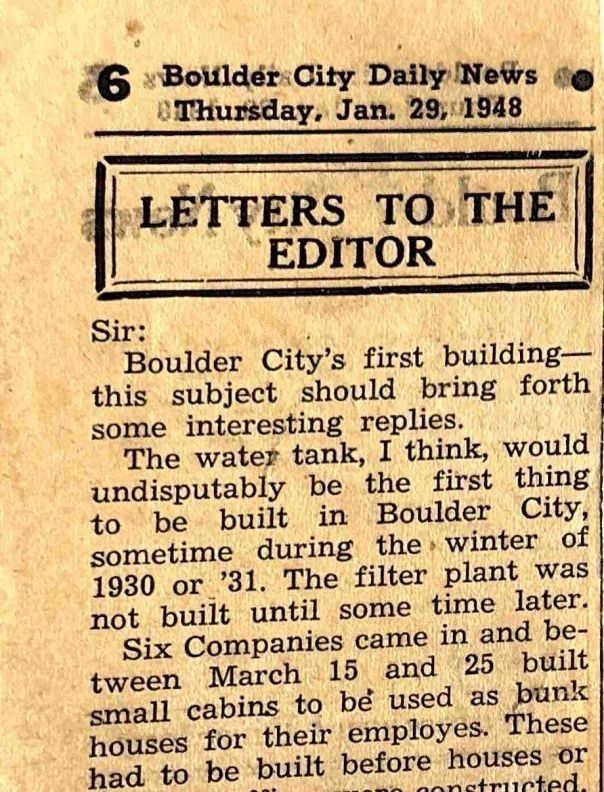 6 Boulder City Daily News
Thursday, Jan. 29, 1948
LETTERS TO THE
EDITOR
Sir:
Boulder City's first building—
this subject should bring forth
some interesting replies.
The water tank, I think, would
undisputably be the first thing
to be built in Boulder City,
sometime during the winter of
1930 or '31. The filter plant was
not built until some time later.
Six Companies came in and be-
tween March 15 and 25 built
small cabins to be used as bunk
houses for their employes. These
had to be built before houses or
were constructed.